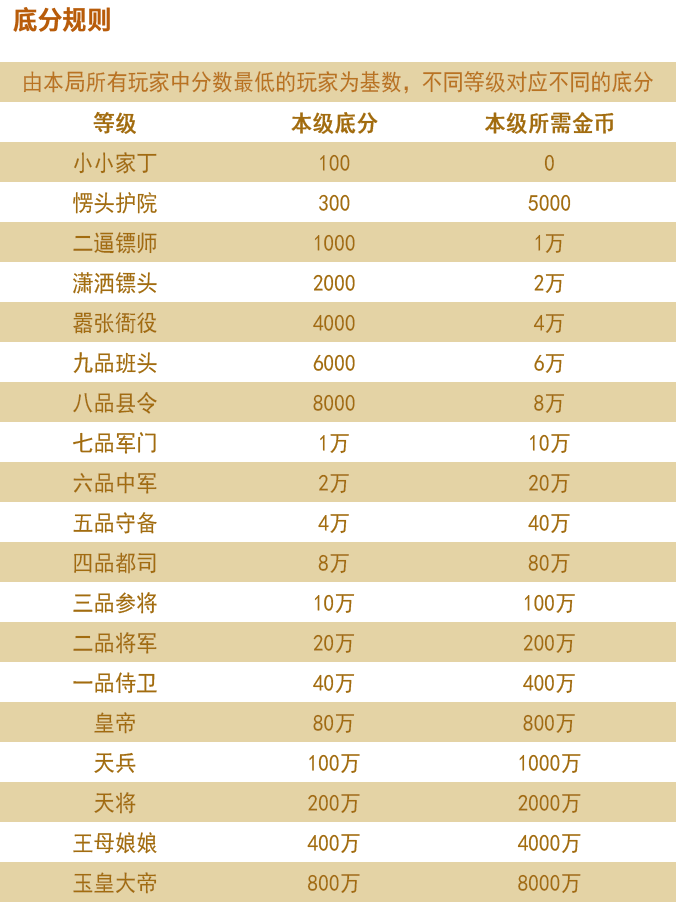 底分规则
由本局所有玩家中分数最低的玩家为基数，不同等级对应不同的底分
等级 本级底分 本级所需金币
小小家丁 100 0
愣头护院 300 5000
二逼镖师 1000 1万
潇洒镖头 2000 2万
嚣张衙役 4000 4万
九品班头 6000 6万
八品县令 8000 8万
七品军门 1万 10万
六品中军 2万 20万
五品守备 4万 40万
四品都司 8万 80万
三品参将 10万 100万
二品将军 20万 200万
一品侍卫 40万 400万
皇帝 80万 800万
天兵 100万 1000万
天将 200万 2000万
王母娘娘 400万 4000万
玉皇大帝 800万 8000万